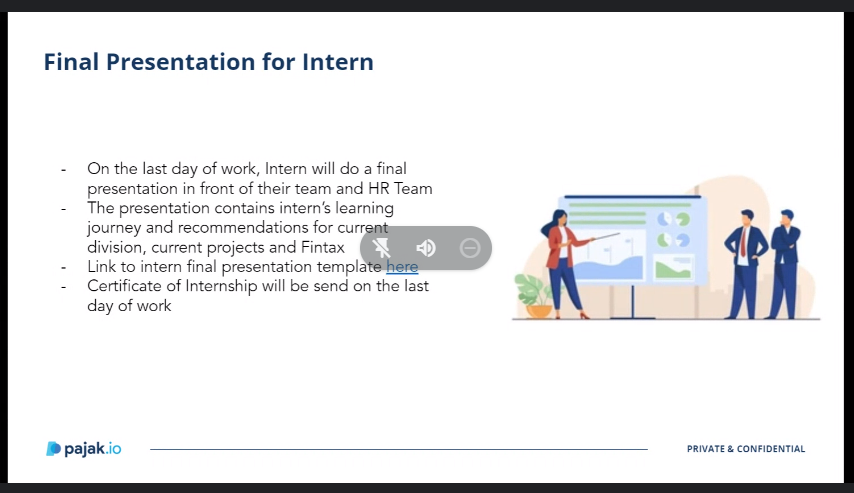 Final Presentation for Intern
- On the last day of work, Intern will do a final
presentation in front of their team and HR Team
- The presentation contains intern's learning
journey and recommendations for current
division, current projects and Fintax
- Link to intern final presentation template here
- Certificate of Internship will be send on the last
day of work
pajak.io
PRIVATE & CONFIDENTIAL